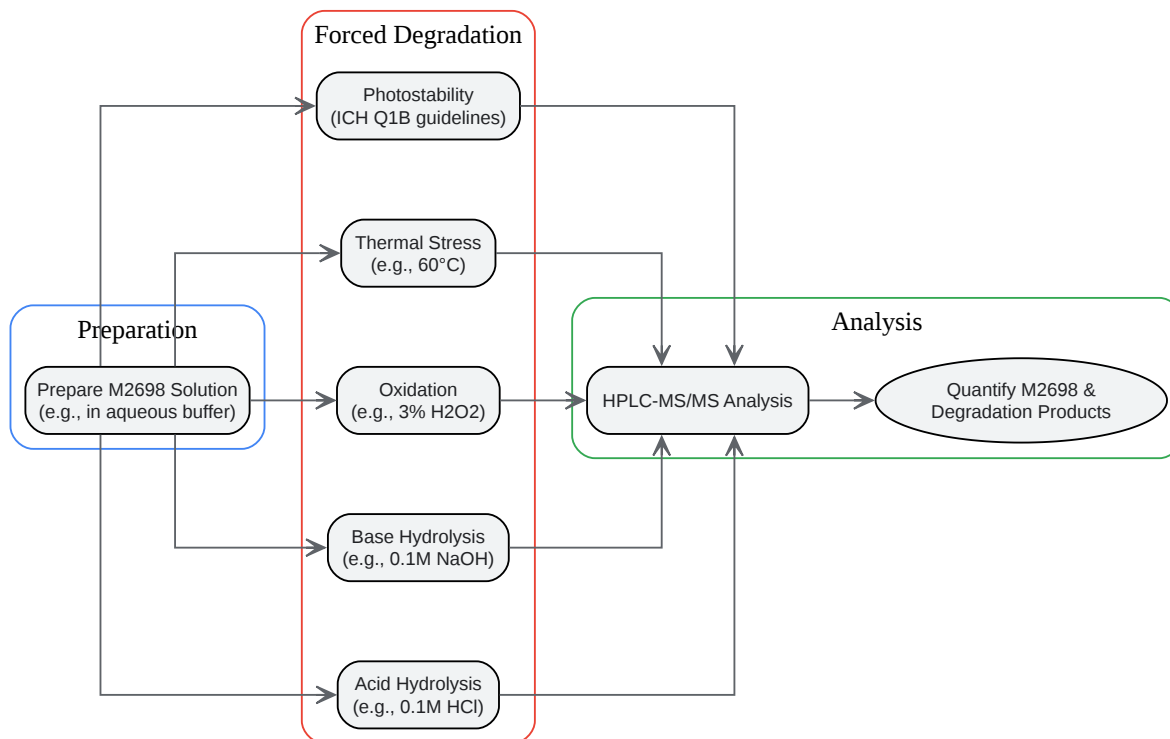 Forced Degradation
Photostability
(ICH Q1B guidelines)
Thermal Stress
(e.g., 60°C)
Preparation
Prepare M2698 Solution
(e.g., in aqueous buffer)
Oxidation
(e.g., 3% H2O2)
Analysis
HPLC-MS/MS Analysis
Quantify M2698 &
Degradation Products
Base Hydrolysis
(e.g., 0.1M NaOH)
Acid Hydrolysis
(e.g., 0.1M HCl)